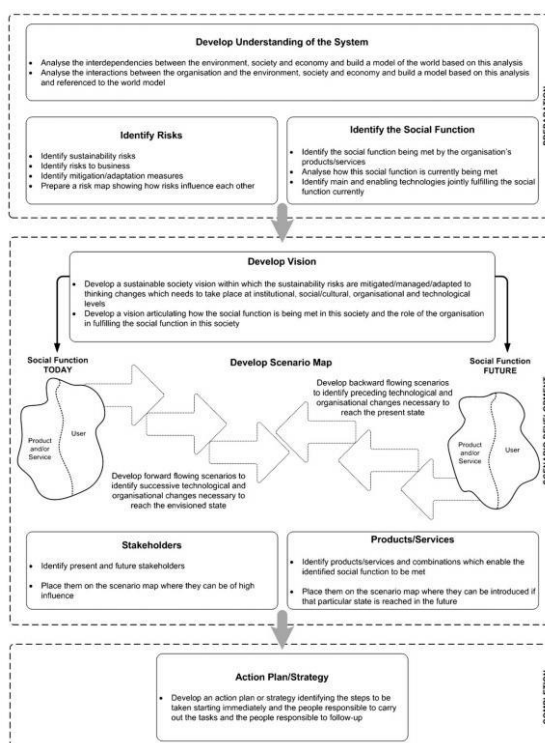 Develop Understanding of the System
• Analyse the interdependencies between the environment, society and economy and build a model of the world based on this analysis
• Analyse the interactions between the organisation and the environment, society and economy and build a model based on this analysis
and referenced to the world model
Identify Risks
• Identify sustainability risks
• Identify risks to business
• Identify mitigation/adaptation measures
• Prepare a risk map showing how risks influence each other
Identify the Social Function
• Identify the social function being met by the organisation's
products/services
• Analyse how this social function is currently being met
• Identify main and enabling technologies jointly fulfilling the social
function currently
PREPARATION
Develop Vision
• Develop a sustainable society vision within which the sustainability risks are mitigated/managed/adapted to
thinking changes which needs to take place at institutional, social/cultural, organisational and technological
levels
• Develop a vision articulating how the social function is being met in this society and the role of the organisation
in fulfilling the social function in this society
Social Function
TODAY
Develop Scenario Map
Social Function
FUTURE
Develop backward flowing scenarios
to identify preceding technological and
organisational changes necessary to
reach the present state
Product
and/or
Service
User
Product
and/or
Service
User
Develop forward flowing scenarios to
identify successive technological and
organisational changes necessary to
reach the envisioned state
SCENARIO DEVELOPMENT
Stakeholders
• Identify present and future stakeholders
• Place them on the scenario map where they can be of high
influence
Products/Services
• Identify products/services and combinations which enable the
identified social function to be met
• Place them on the scenario map where they can be introduced if
that particular state is reached in the future
Action Plan/Strategy
• Develop an action plan or strategy identifying the steps to be
taken starting immediately and the people responsible to carry
out the tasks and the people responsible to follow-up
COMPLETION